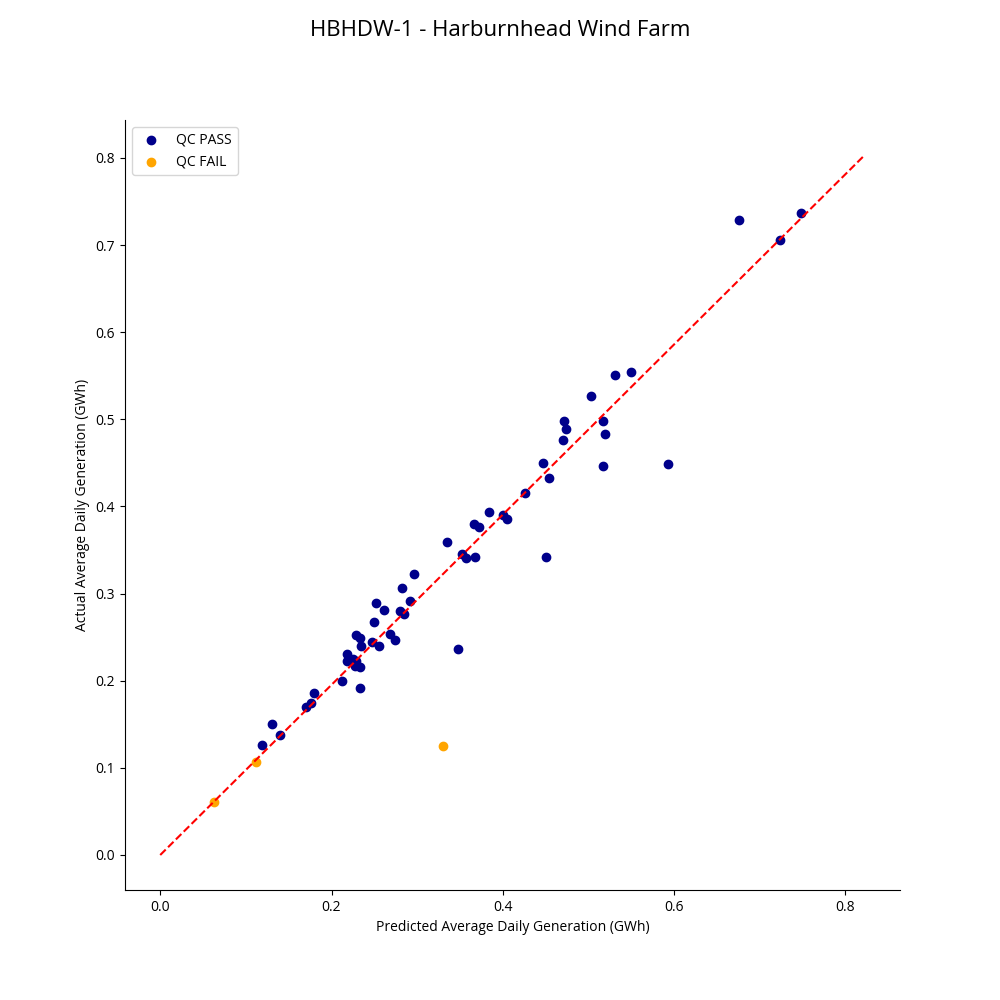 HBHDW-1 - Harburnhead Wind Farm
QC PASS
QC FAIL
Actual Average Daily Generation (GWh)
0.8
0.7
0.6
0.5
0.4
0.3
0.2
0.1
0.0
0.0 0.2 0.4 0.6 0.8
Predicted Average Daily Generation (GWh)